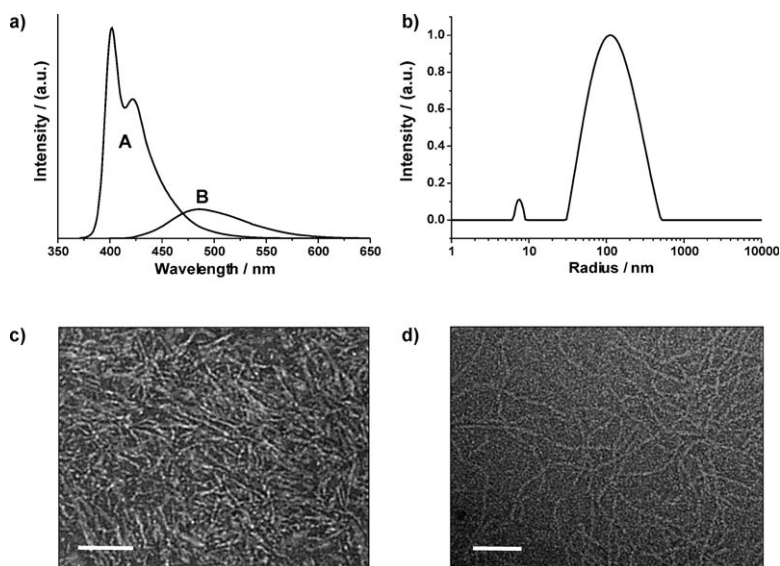 a)
Intensity / (a.u.)
A
B
350 400 450 500 550 600 650
Wavelength / nm
b)
Intensity / (a.u.)
1.0
0.8
0.6
0.4
0.2
0.0
1 10 100 1000 10000
Radius / nm
c)
d)